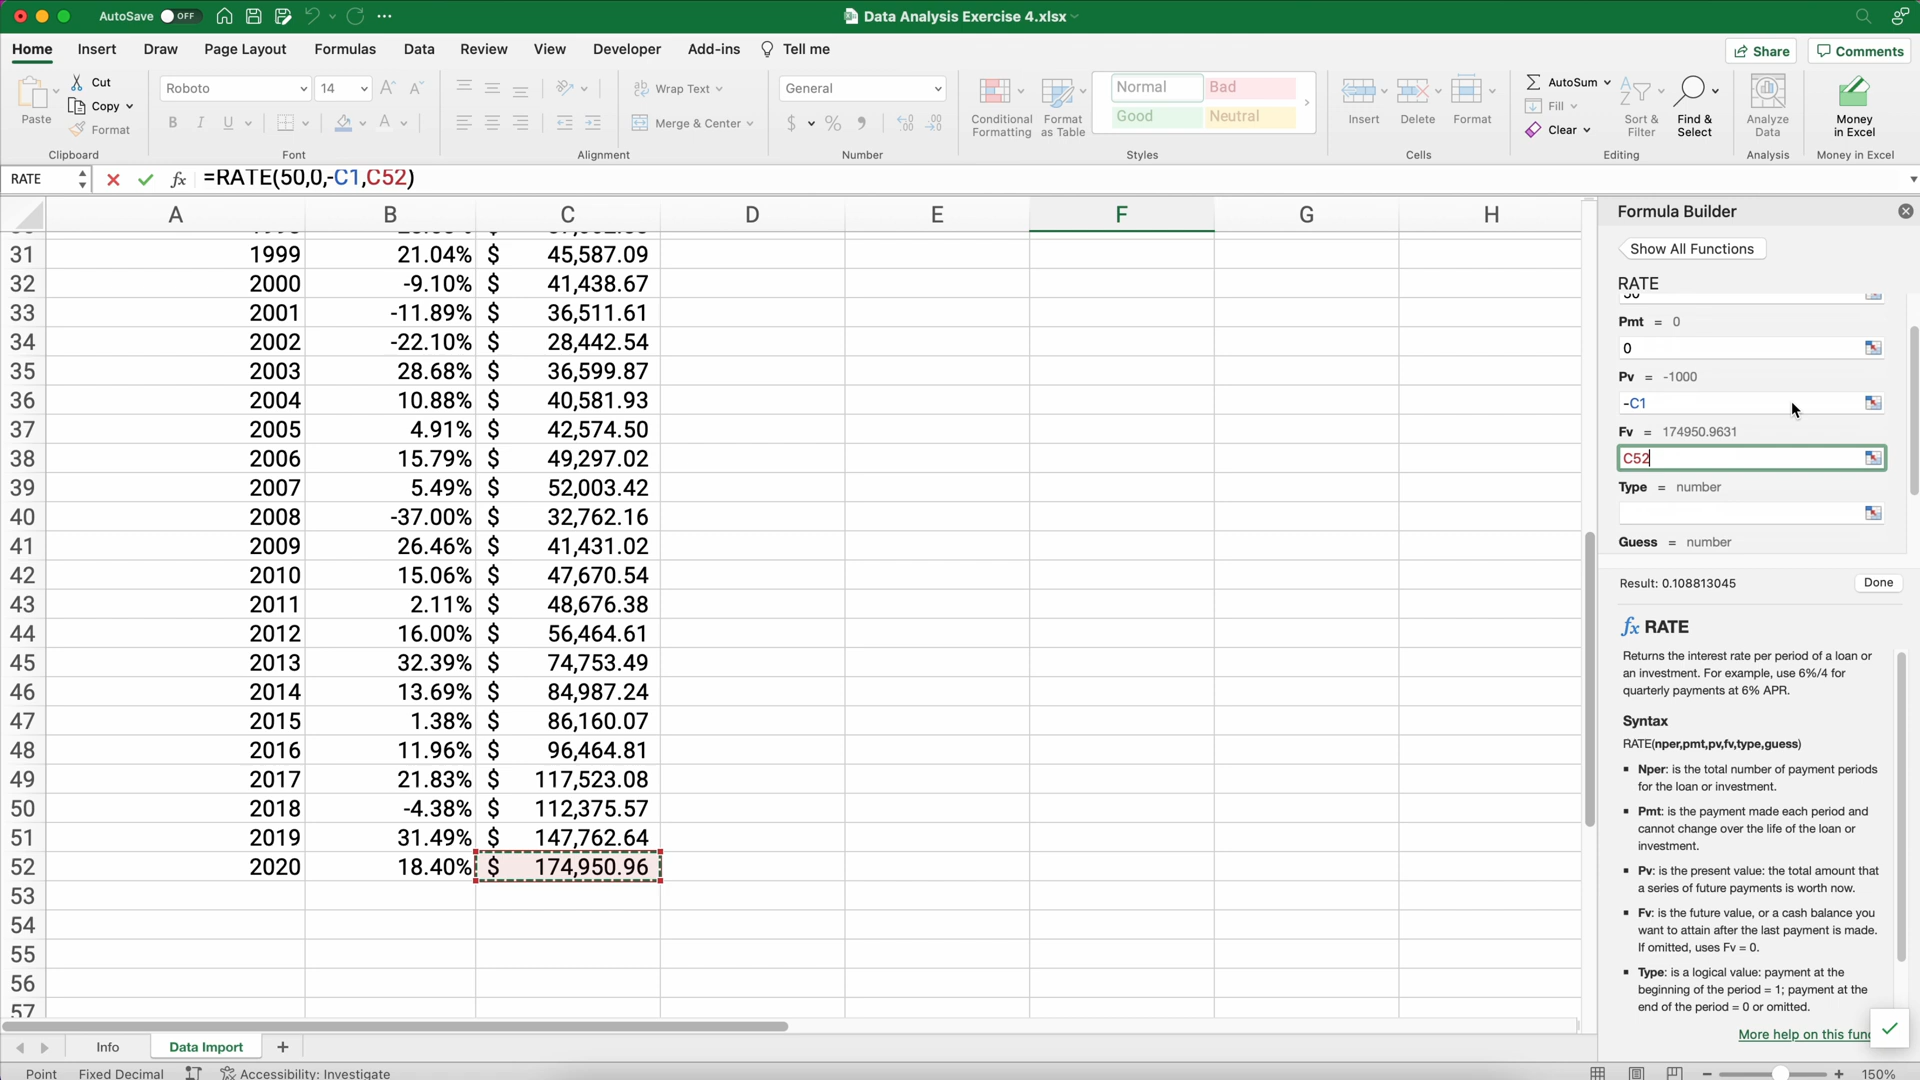 AutoSave OFF
Data Analysis Exercise 4.xlsx
Home Insert Draw Page Layout Formulas Data Review View Developer Add-ins Tell me
Share Comments
Paste
Cut
Copy
Format
Clipboard
Roboto 14
B I U
Font
Wrap Text
Merge & Center
Alignment
General
$ % ,
Number
Conditional Formatting
Format as Table
Normal Bad
Good Neutral
Styles
Insert Delete Format
Cells
AutoSum
Fill
Clear
Sort & Filter
Find & Select
Editing
Analyze Data
Analysis
Money in Excel
Money in Excel
RATE fx =RATE(50,0,-C1,C52)
A B C D E F G H
31 1999 21.04% $ 45,587.09
32 2000 -9.10% $ 41,438.67
33 2001 -11.89% $ 36,511.61
34 2002 -22.10% $ 28,442.54
35 2003 28.68% $ 36,599.87
36 2004 10.88% $ 40,581.93
37 2005 4.91% $ 42,574.50
38 2006 15.79% $ 49,297.02
39 2007 5.49% $ 52,003.42
40 2008 -37.00% $ 32,762.16
41 2009 26.46% $ 41,431.02
42 2010 15.06% $ 47,670.54
43 2011 2.11% $ 48,676.38
44 2012 16.00% $ 56,464.61
45 2013 32.39% $ 74,753.49
46 2014 13.69% $ 84,987.24
47 2015 1.38% $ 86,160.07
48 2016 11.96% $ 96,464.81
49 2017 21.83% $ 117,523.08
50 2018 -4.38% $ 112,375.57
51 2019 31.49% $ 147,762.64
52 2020 18.40% $ 174,950.96
53
54
55
56
57
Formula Builder
Show All Functions
RATE
50
Pmt = 0
0
Pv = -1000
-C1
Fv = 174950.9631
C52
Type = number
Guess = number
Result: 0.108813045 Done
fx RATE
Returns the interest rate per period of a loan or
an investment. For example, use 6%/4 for
quarterly payments at 6% APR.
Syntax
RATE(nper,pmt,pv,fv,type,guess)
▪ Nper: is the total number of payment periods
for the loan or investment.
▪ Pmt: is the payment made each period and
cannot change over the life of the loan or
investment.
▪ Pv: is the present value: the total amount that
a series of future payments is worth now.
▪ Fv: is the future value, or a cash balance you
want to attain after the last payment is made.
If omitted, uses Fv = 0.
▪ Type: is a logical value: payment at the
beginning of the period = 1; payment at the
end of the period = 0 or omitted.
More help on this func
Info Data Import +
Point Fixed Decimal Accessibility: Investigate
150%